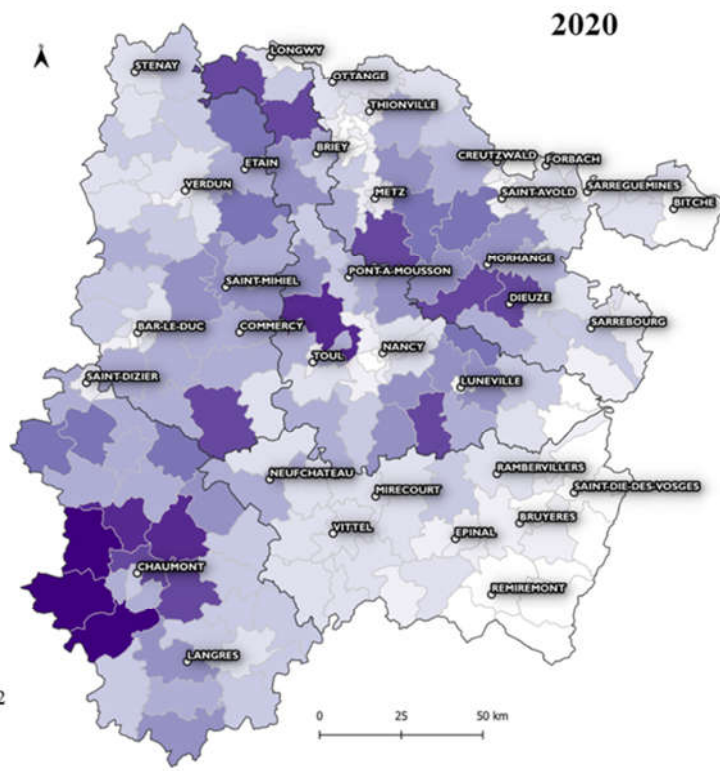 2020
LONGWY
STENAY
OTTANGE
THIONVILLE
BRIEY
CREUTZWALD
FORBACH
ETAIN
SARREGUEMINES
VERDUN
METZ
SAINT-AVOLD
BITCHE
MORHANGE
PONT-A-MOUSSON
SAINT-MIHIEL
DIEUZE
BAR-LE-DUC
COMMERCY
SARREBOURG
NANCY
TOUL
SAINT-DIZIER
LUNEVILLE
NEUFCHATEAU
RAMBERVILLERS
MIRECOURT
SAINT-DIE-DES-VOSGES
BRUYERES
VITTEL
EPINAL
CHAUMONT
REMIREMONT
LANGRES
2
0 25 50 km